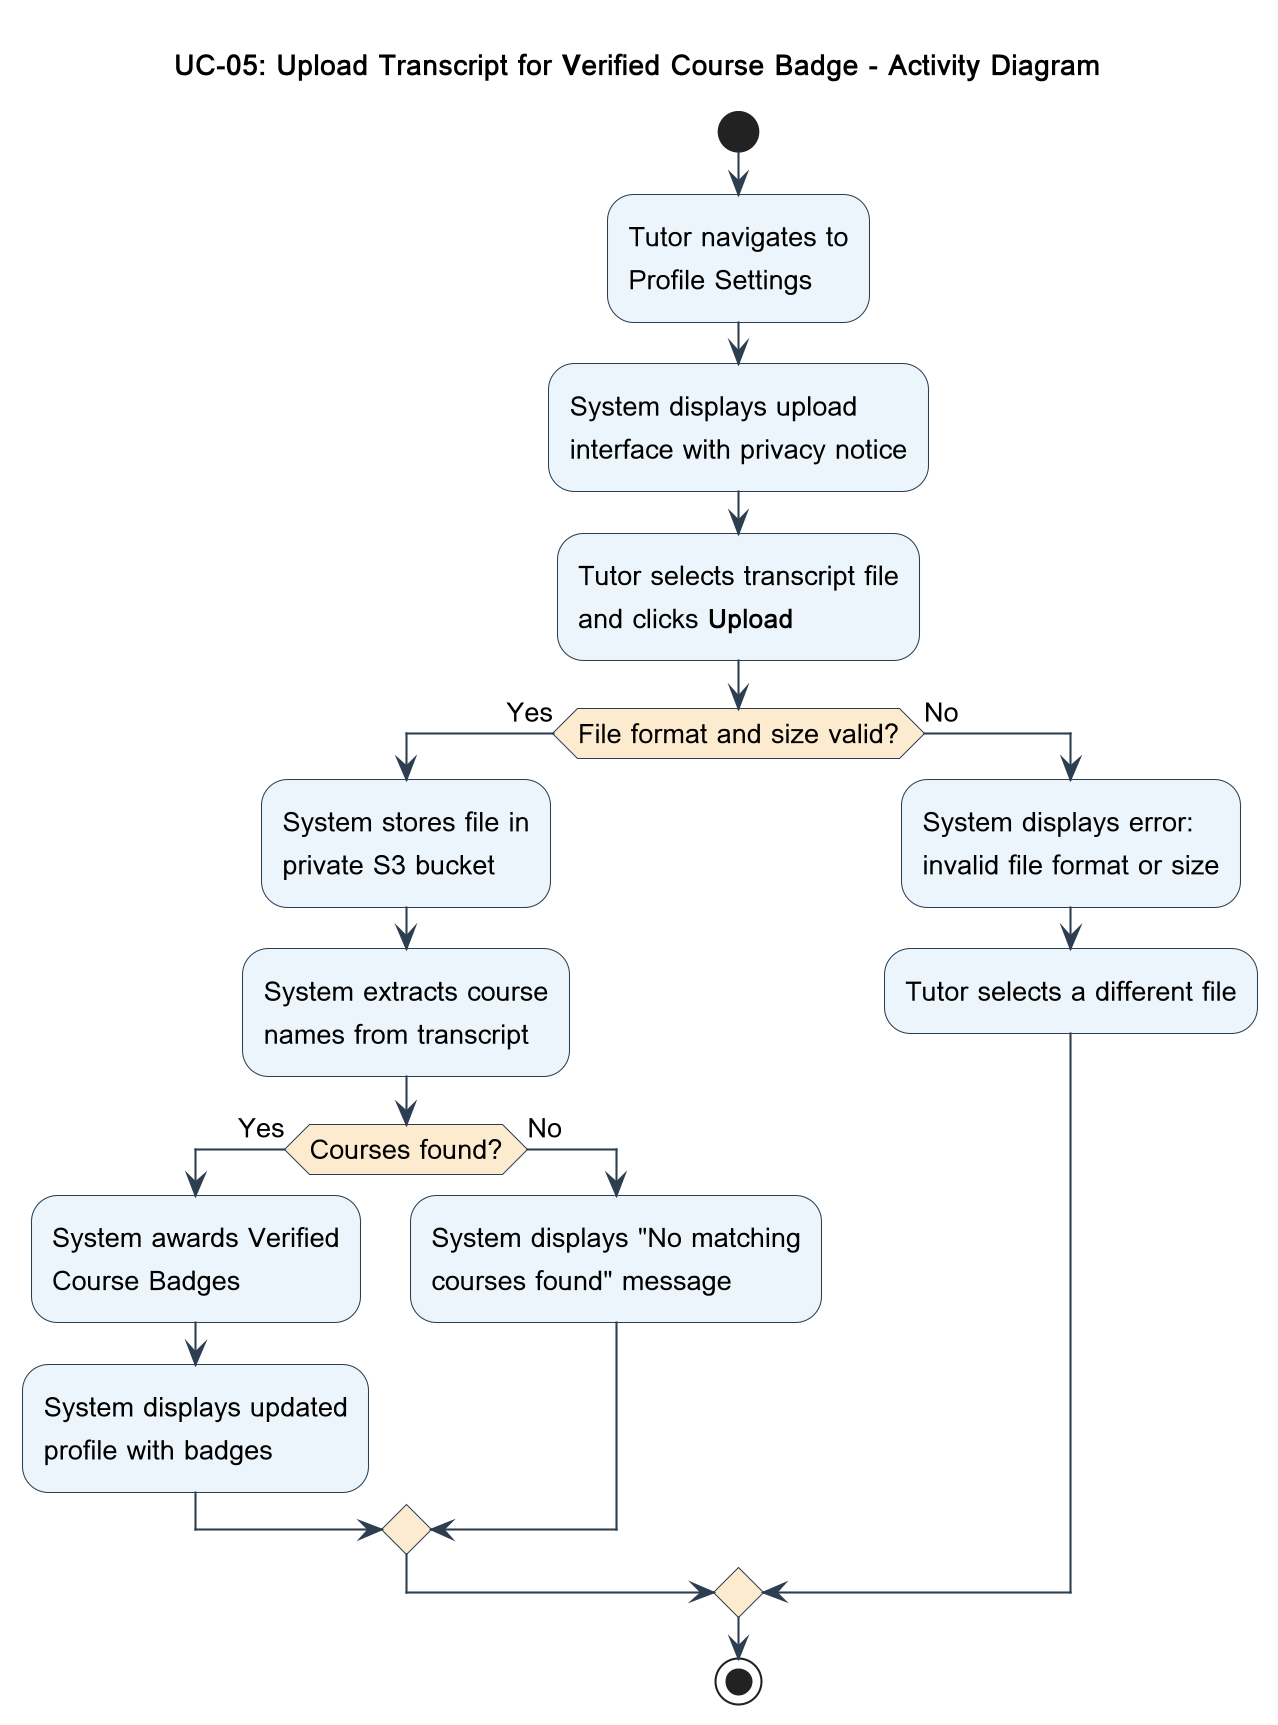 UC-05: Upload Transcript for Verified Course Badge - Activity Diagram
Tutor navigates to
Profile Settings
System displays upload
interface with privacy notice
Tutor selects transcript file
and clicks Upload
Yes
File format and size valid?
No
System stores file in
private S3 bucket
System displays error:
invalid file format or size
System extracts course
names from transcript
Tutor selects a different file
Yes
Courses found?
No
System awards Verified
Course Badges
System displays "No matching
courses found" message
System displays updated
profile with badges